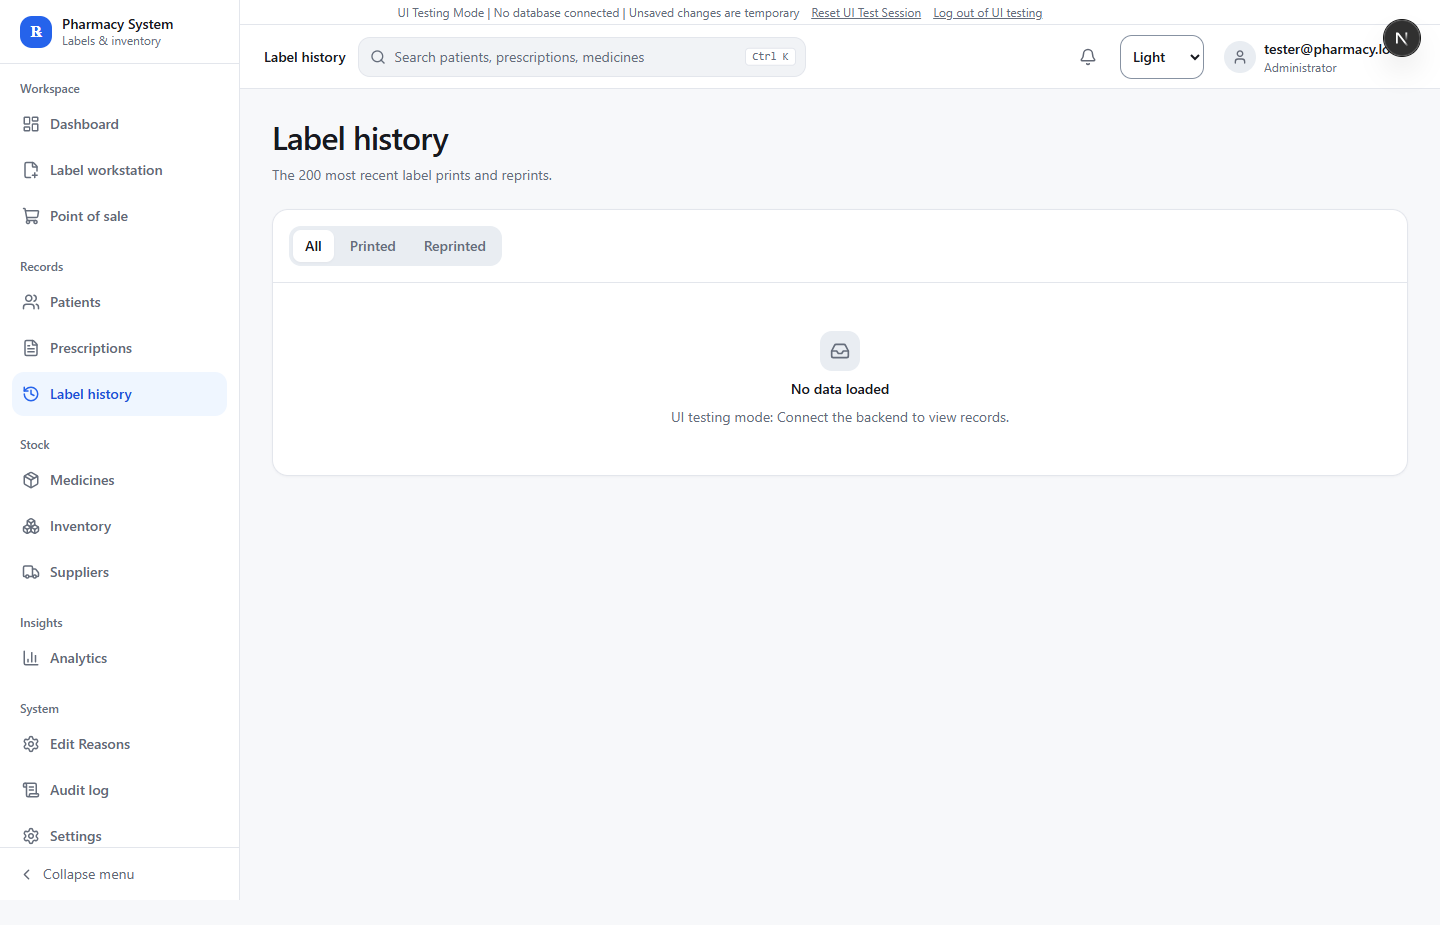 Pharmacy System
Labels & inventory
UI Testing Mode | No database connected | Unsaved changes are temporary Reset UI Test Session Log out of UI testing
Label history
Search patients, prescriptions, medicines
Ctrl K
Light
tester@pharmacy.lo
Administrator
N
Workspace
Dashboard
Label workstation
Point of sale
Records
Patients
Prescriptions
Label history
Stock
Medicines
Inventory
Suppliers
Insights
Analytics
System
Edit Reasons
Audit log
Settings
Collapse menu
Label history
The 200 most recent label prints and reprints.
All Printed Reprinted
No data loaded
UI testing mode: Connect the backend to view records.